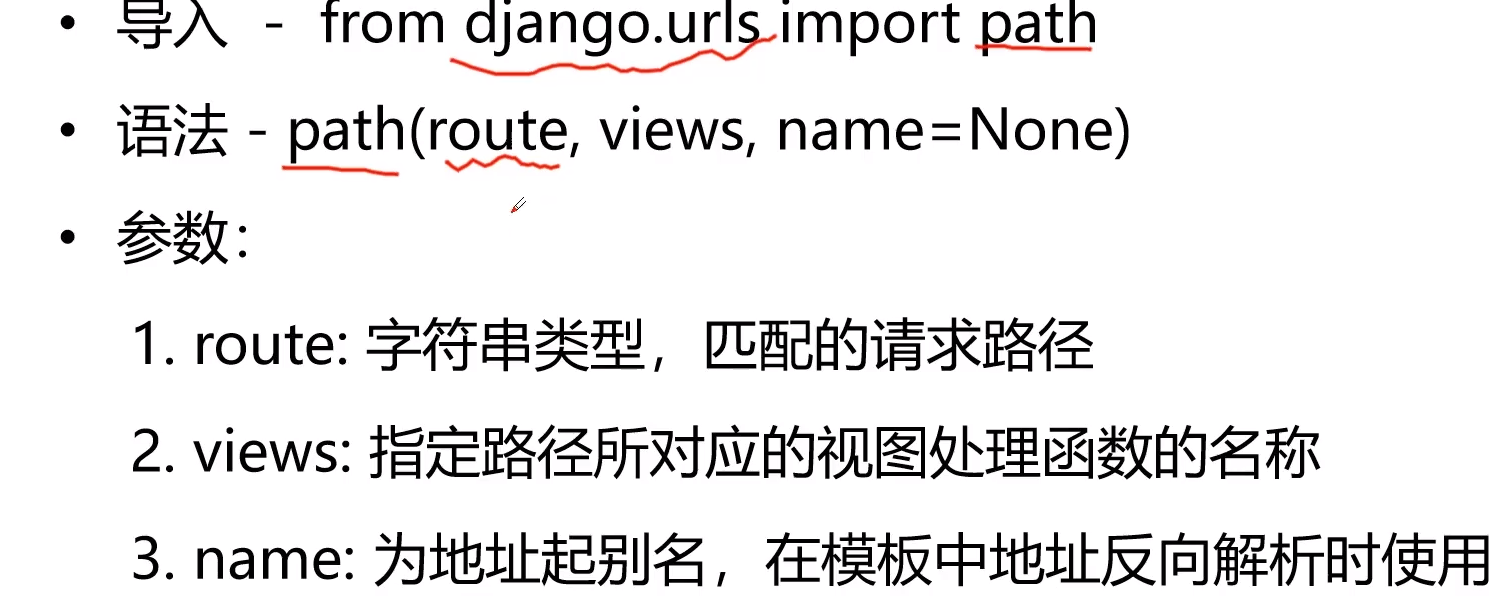 • 导入 - from django.urls import path
• 语法 - path(route, views, name=None)
• 参数：
1. route: 字符串类型，匹配的请求路径
2. views: 指定路径所对应的视图处理函数的名称
3. name: 为地址起别名，在模板中地址反向解析时使用